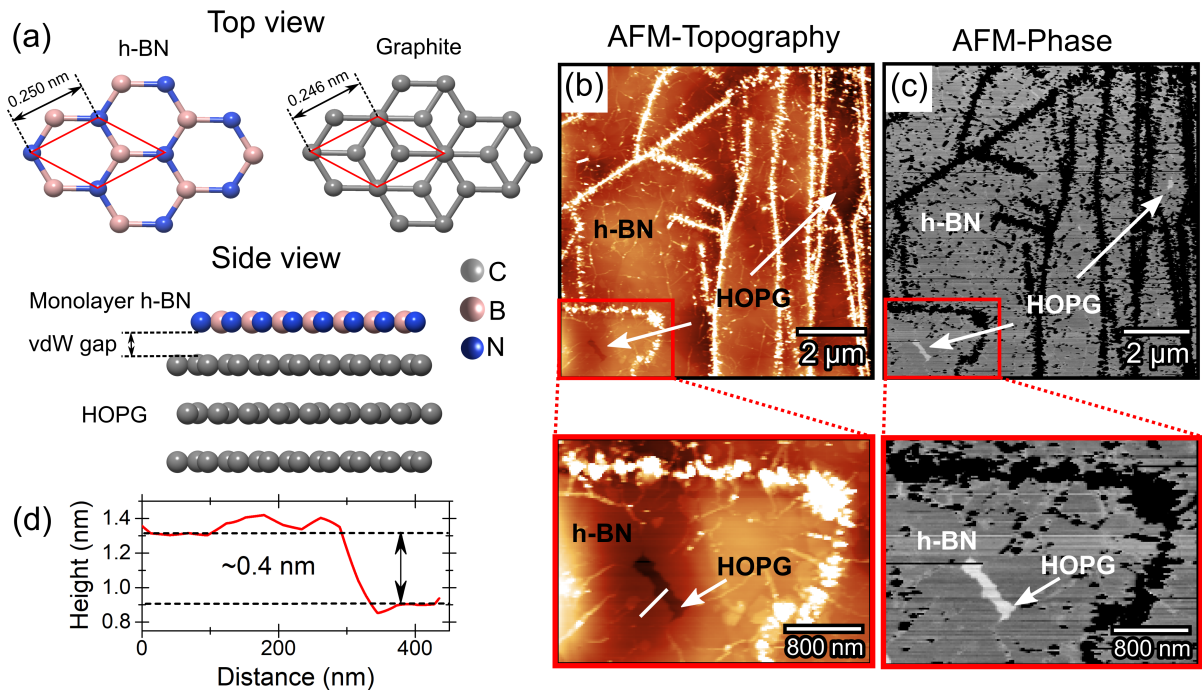 (a)
Top view
h-BN
Graphite
0.250 nm
0.246 nm
Side view
Monolayer h-BN
vdW gap
HOPG
C
B
N
AFM-Topography
(b)
h-BN
HOPG
2 μm
AFM-Phase
(c)
h-BN
HOPG
2 μm
h-BN
HOPG
800 nm
h-BN
HOPG
800 nm
(d)
Height (nm)
1.4
1.2
1.0
0.8
~0.4 nm
0
200
400
Distance (nm)